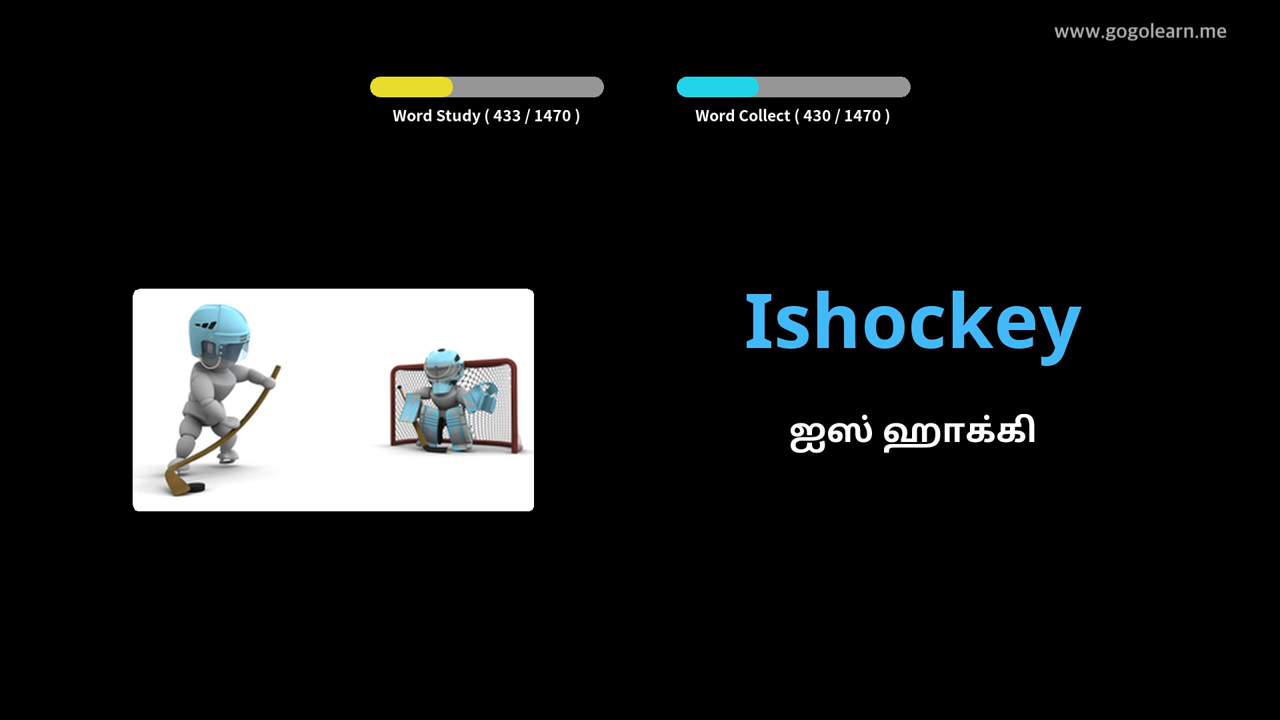 www.gogolearn.me
Word Study ( 433 / 1470 )
Word Collect ( 430 / 1470 )
Ishockey
ஐஸ் ஹாக்கி